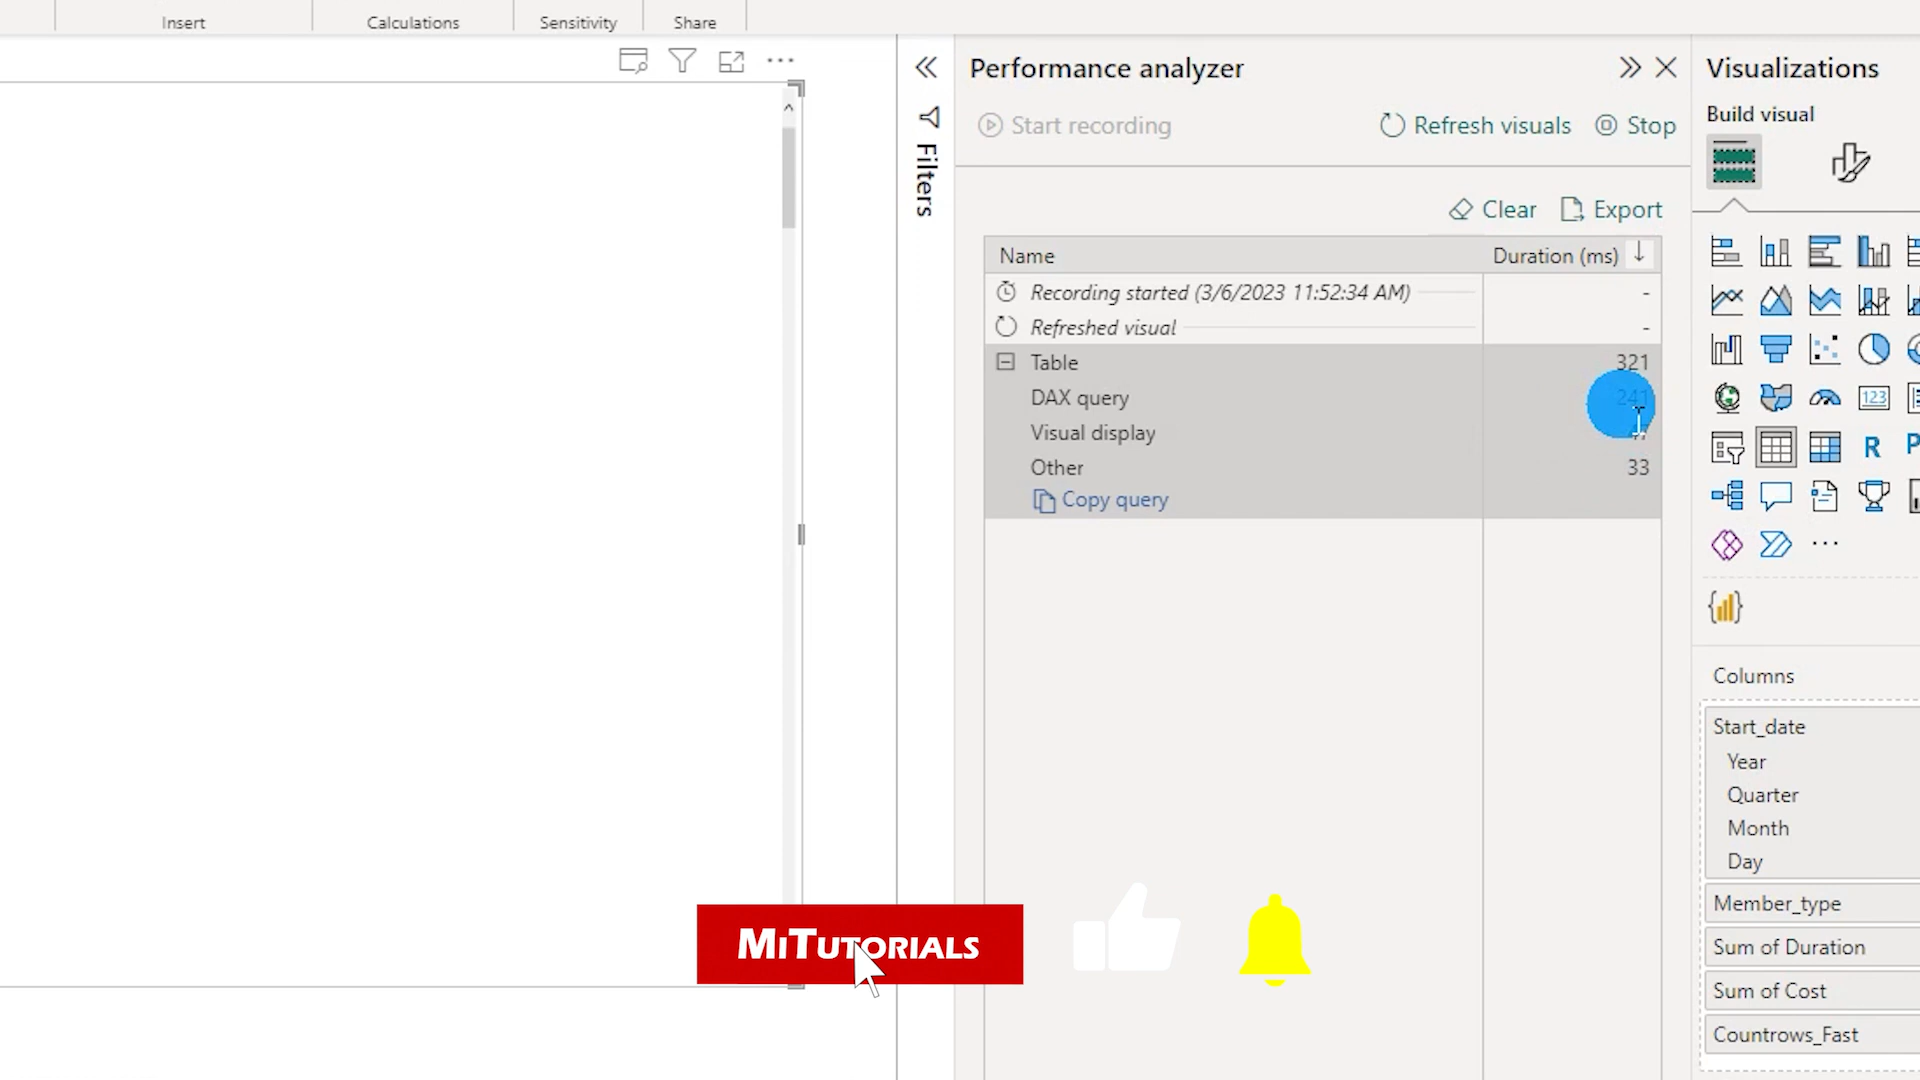 Insert
Calculations
Sensitivity
Share
Filters
Performance analyzer
Start recording
Refresh visuals
Stop
Clear
Export
Name
Duration (ms)
Recording started (3/6/2023 11:52:34 AM)
-
Refreshed visual
-
Table
321
DAX query
241
Visual display
Other
33
Copy query
Visualizations
Build visual
123
R
Columns
Start_date
Year
Quarter
Month
Day
Member_type
Sum of Duration
Sum of Cost
Countrows_Fast
MiTutorials